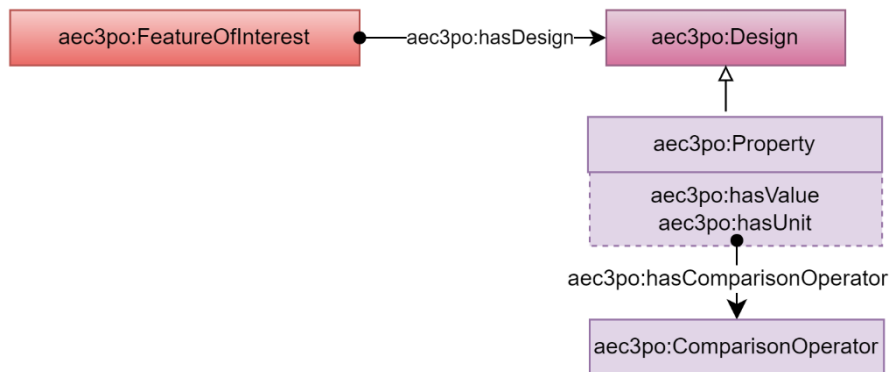 aec3po:FeatureOfInterest
aec3po:hasDesign
aec3po:Design
aec3po:Property
aec3po:hasValue
aec3po:hasUnit
aec3po:hasComparisonOperator
aec3po:ComparisonOperator